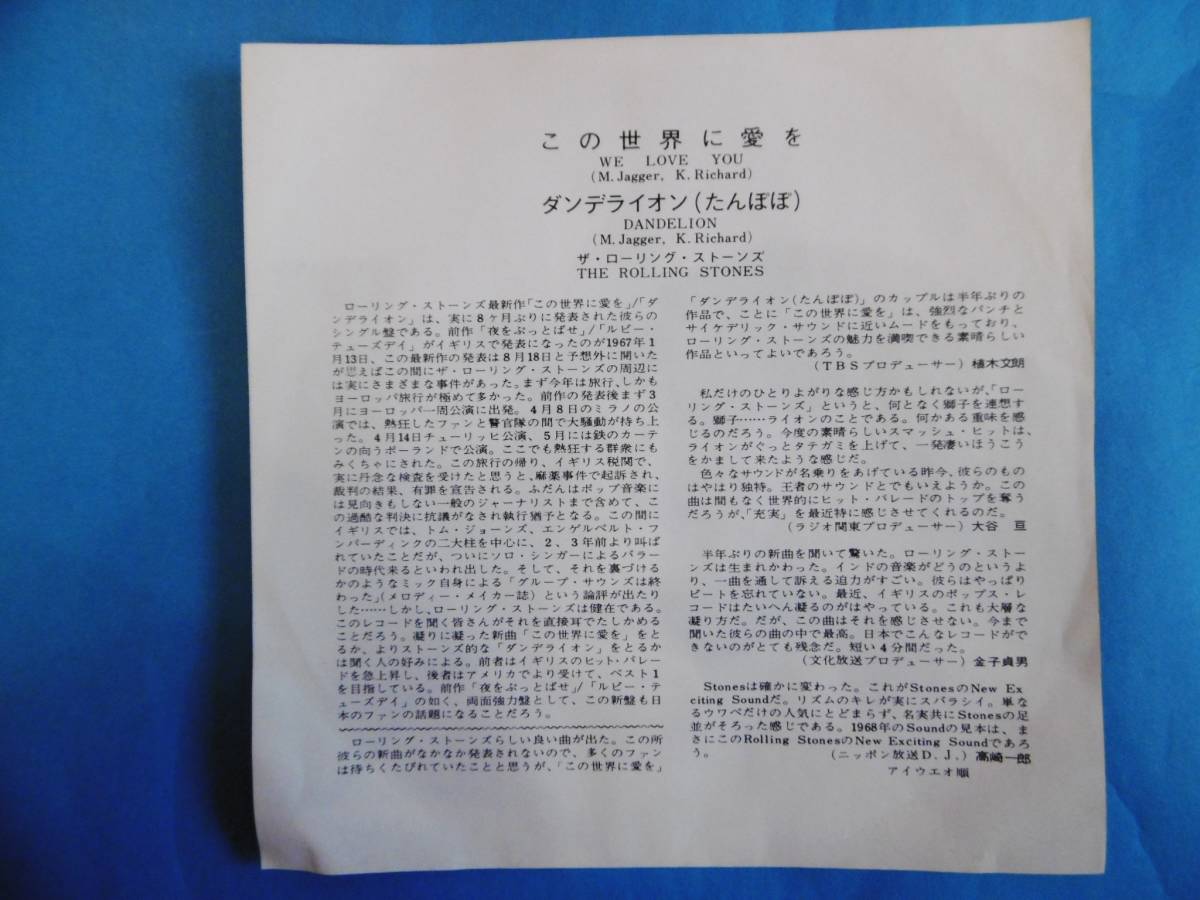 この世界に愛を
WE LOVE YOU
(M. Jagger, K. Richard)
ダンデライオン(たんぽぽ)
DANDELION
(M. Jagger, K. Richard)
ザ・ローリング・ストーンズ
THE ROLLING STONES
ローリング・ストーンズ最新作「この世界に愛を」/「ダ
ンデライオン」は、実に8ヶ月ぶりに発表された彼らの
シングル盤である。前作「夜をぶっとばせ」/「ルビー・
テューズデイ」がイギリスで発表になったのが1967年1
月13日、この最新作の発表は8月18日と予想外に開いた
が思えばこの間にザ・ローリング・ストーンズの周辺に
は実にさまざまな事件があった。まず今年は旅行、しかも
ヨーロッパ旅行が極めて多かった。前作の発表後まず3
月にヨーロッパ一周公演に出発。4月8日のミラノの公
演では、熱狂したファンと警官隊の間で大騒動が持ち上
った。4月14日チューリッヒ公演、5月には鉄のカーテ
ンの向うポーランドで公演。ここでも熱狂する群衆にも
みくちゃにされた。この旅行の帰り、イギリス税関で、
実に丹念な検査を受けたと思うと、麻薬事件で起訴され、
裁判の結果、有罪を宣告される。ふだんはポップ音楽に
は見向きもしない一般のジャーナリストまで含めて、こ
の過酷な判決に抗議がなされ執行猶予となる。この間に
イギリスでは、トム・ジョーンズ、エンゲルベルト・フ
ンパーディンクの二大柱を中心に、2、3年前より叫ば
れていたことだが、ついにソロ・シンガーによるバラー
ドの時代来るといわれ出した。そして、それを裏づける
かのようなミック自身による「グループ・サウンズは終
わった」(メロディー・メイカー誌)という論評が出たり
した……しかし、ローリング・ストーンズは健在である。
このレコードを聞く皆さんがそれを直接耳でたしかめる
ことだろう。凝りに凝った新曲「この世界に愛を」をと
るか、よりストーンズ的な「ダンデライオン」をとるか
は聞く人の好みによる。前者はイギリスのヒット・パレー
ドを急上昇し、後者はアメリカでより受けて、ベスト1
を目指している。前作「夜をぶっとばせ」/「ルビー・テ
ューズデイ」の如く、両面強力盤として、この新盤も日
本のファンの話題になることだろう。
ローリング・ストーンズらしい良い曲が出た。この所
彼らの新曲がなかなか発表されないので、多くのファン
は待ちくたびれていたことと思うが、「この世界に愛を」
「ダンデライオン(たんぽぽ)」のカップルは半年ぶりの
作品で、ことに「この世界に愛を」は、強烈なパンチと
サイケデリック・サウンドに近いムードをもっており、
ローリング・ストーンズの魅力を満喫できる素晴らしい
作品といってよいであろう。
(TBSプロデューサー) 植木文朗
私だけのひとりよがりな感じ方かもしれないが、「ロー
リング・ストーンズ」というと、何となく獅子を連想す
る。獅子……ライオンのことである。何かある重味を感
じるのだろう。今度の素晴らしいスマッシュ・ヒットは、
ライオンがぐっとタテガミを上げて、一発凄いほうこう
をかまして来たような感じだ。
色々なサウンドが名乗りをあげている昨今、彼らのもの
はやはり独特。王者のサウンドとでもいえようか。この
曲は間もなく世界的にヒット・パレードのトップを奪う
だろうが、「充実」を最近特に感じさせてくれるのだ。
(ラジオ関東プロデューサー) 大谷 亘
半年ぶりの新曲を聞いて驚いた。ローリング・ストー
ンズは生まれかわった。インドの音楽がどうのというよ
り、一曲を通して訴える迫力がすごい。彼らはやっぱり
ビートを忘れていない。最近、イギリスのポップス・レ
コードはたいへん凝るのがはやっている。これも大層な
凝り方だ。だが、この曲はそれを感じさせない。今まで
聞いた彼らの曲の中で最高。日本でこんなレコードがで
きないのがとても残念だ。短い4分間だった。
(文化放送プロデューサー) 金子貞男
Stonesは確かに変わった。これがStonesのNew Ex
citing Soundだ。リズムのキレが実にスバラシイ。単な
るウワベだけの人気にとどまらず、名実共にStonesの足
並がそろった感じである。1968年のSoundの見本は、ま
さにこのRolling StonesのNew Exciting Soundであろ
う。 (ニッポン放送D.J.) 高崎一郎
アイウエオ順